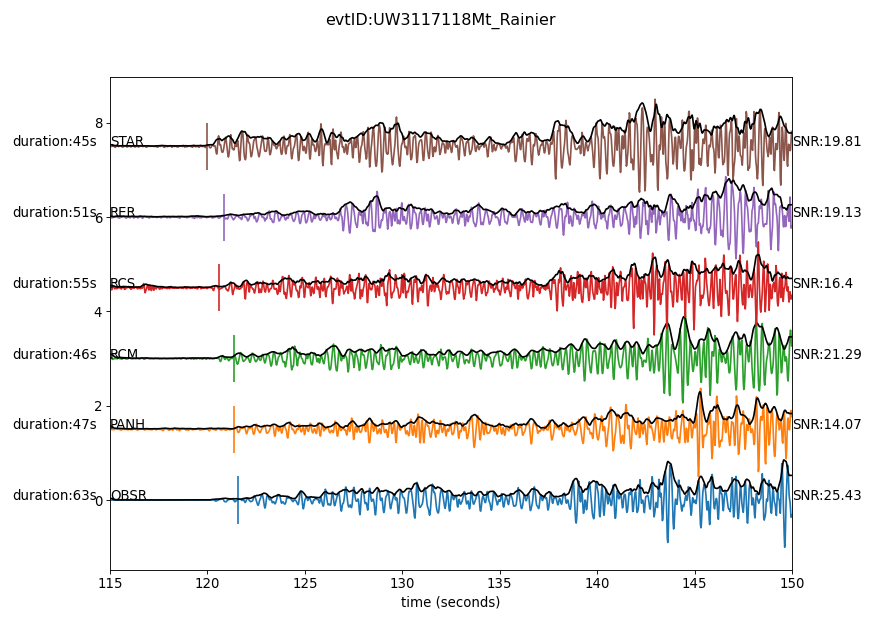 evtID:UW3117118Mt_Rainier
8
duration:45s STAR SNR:19.81
duration:51s RER SNR:19.13
6
duration:55s RCS SNR:16.4
4
duration:46s RCM SNR:21.29
2
duration:47s PANH SNR:14.07
duration:63s OBSR SNR:25.43
0
115 120 125 130 135 140 145 150
time (seconds)